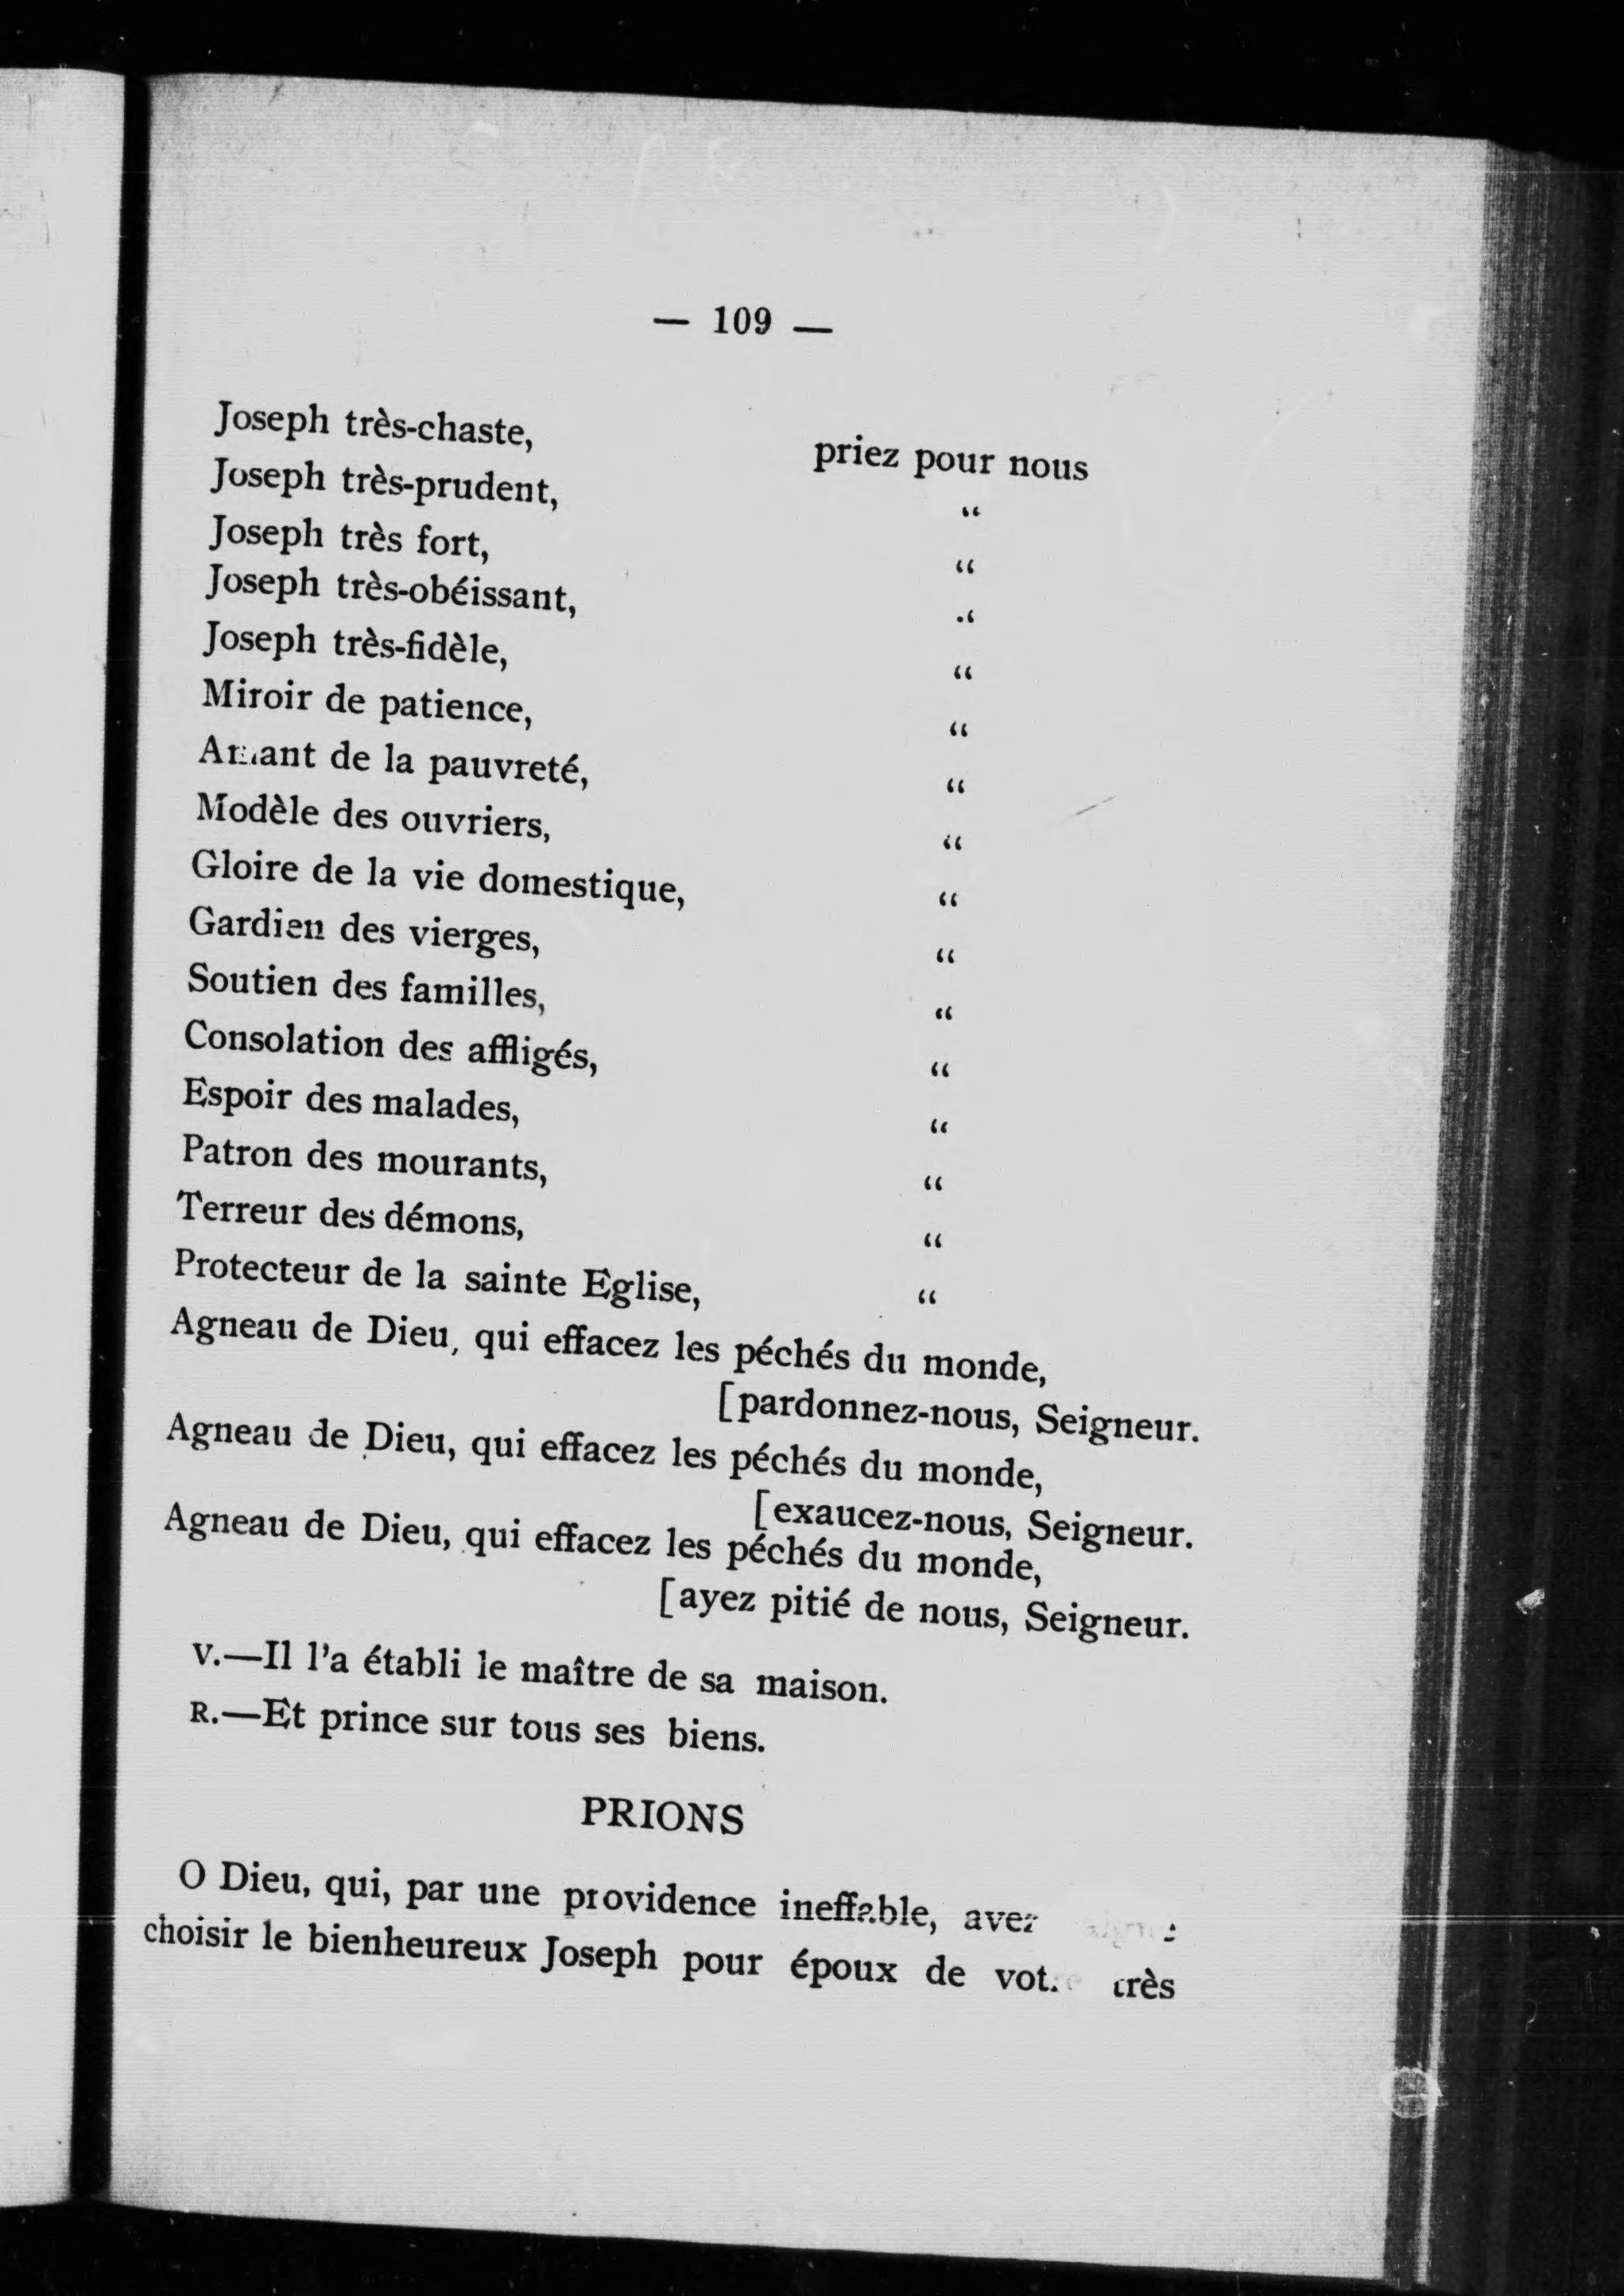 — 109 —
Joseph très-chaste, priez pour nous
Joseph très-prudent, “
Joseph très fort, “
Joseph très-obéissant, “
Joseph très-fidèle, “
Miroir de patience, “
Amant de la pauvreté, “
Modèle des ouvriers, “
Gloire de la vie domestique, “
Gardien des vierges, “
Soutien des familles, “
Consolation des affligés, “
Espoir des malades, “
Patron des mourants, “
Terreur des démons, “
Protecteur de la sainte Eglise, “
Agneau de Dieu, qui effacez les péchés du monde,
[pardonnez-nous, Seigneur.
Agneau de Dieu, qui effacez les péchés du monde,
[exaucez-nous, Seigneur.
Agneau de Dieu, qui effacez les péchés du monde,
[ayez pitié de nous, Seigneur.
V.—Il l’a établi le maître de sa maison.
R.—Et prince sur tous ses biens.
PRIONS
O Dieu, qui, par une providence ineffable, avez
choisir le bienheureux Joseph pour époux de votre très